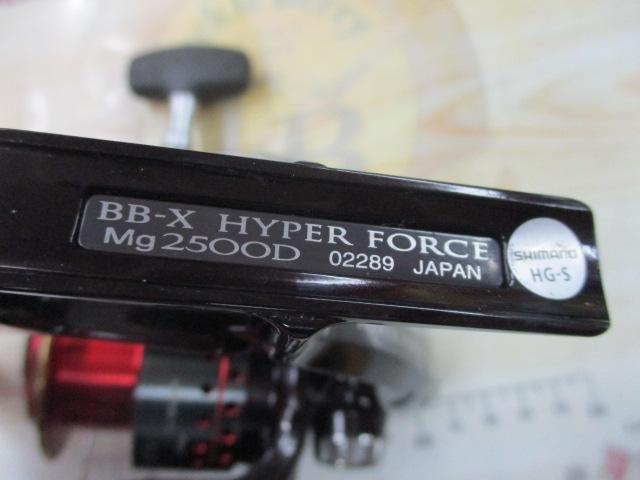 BB-X HYPER FORCE
Mg2500D 02289 JAPAN
SHIMANO
HG-S